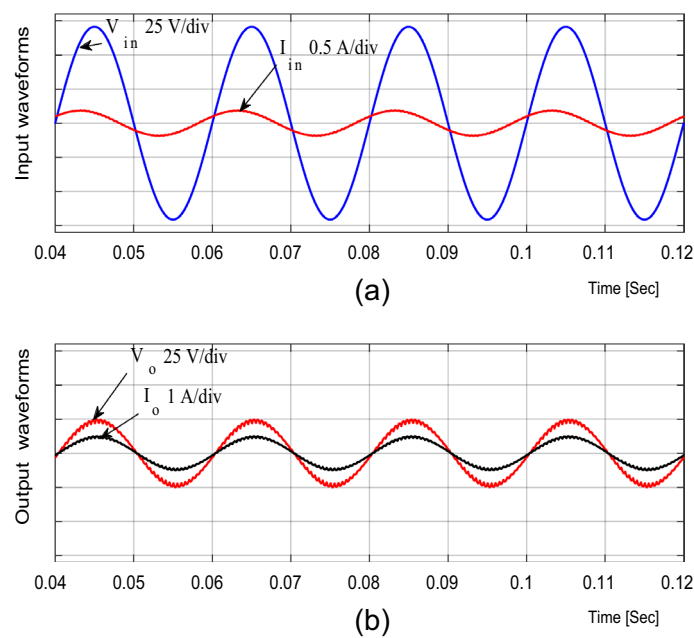 V in 25 V/div
I in 0.5 A/div
Input waveforms
0.04 0.05 0.06 0.07 0.08 0.09 0.1 0.11 0.12
Time [Sec]
(a)
V o 25 V/div
I o 1 A/div
Output waveforms
0.04 0.05 0.06 0.07 0.08 0.09 0.1 0.11 0.12
Time [Sec]
(b)